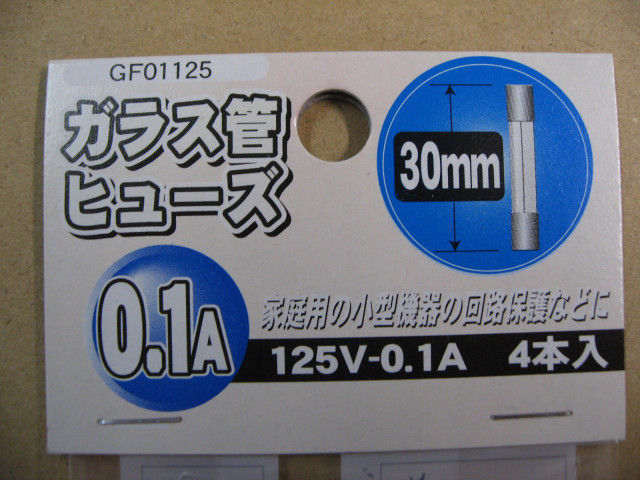 GF01125
ガラス管
ヒューズ
30mm
0.1A
家庭用の小型機器の回路保護などに
125V-0.1A 4本入